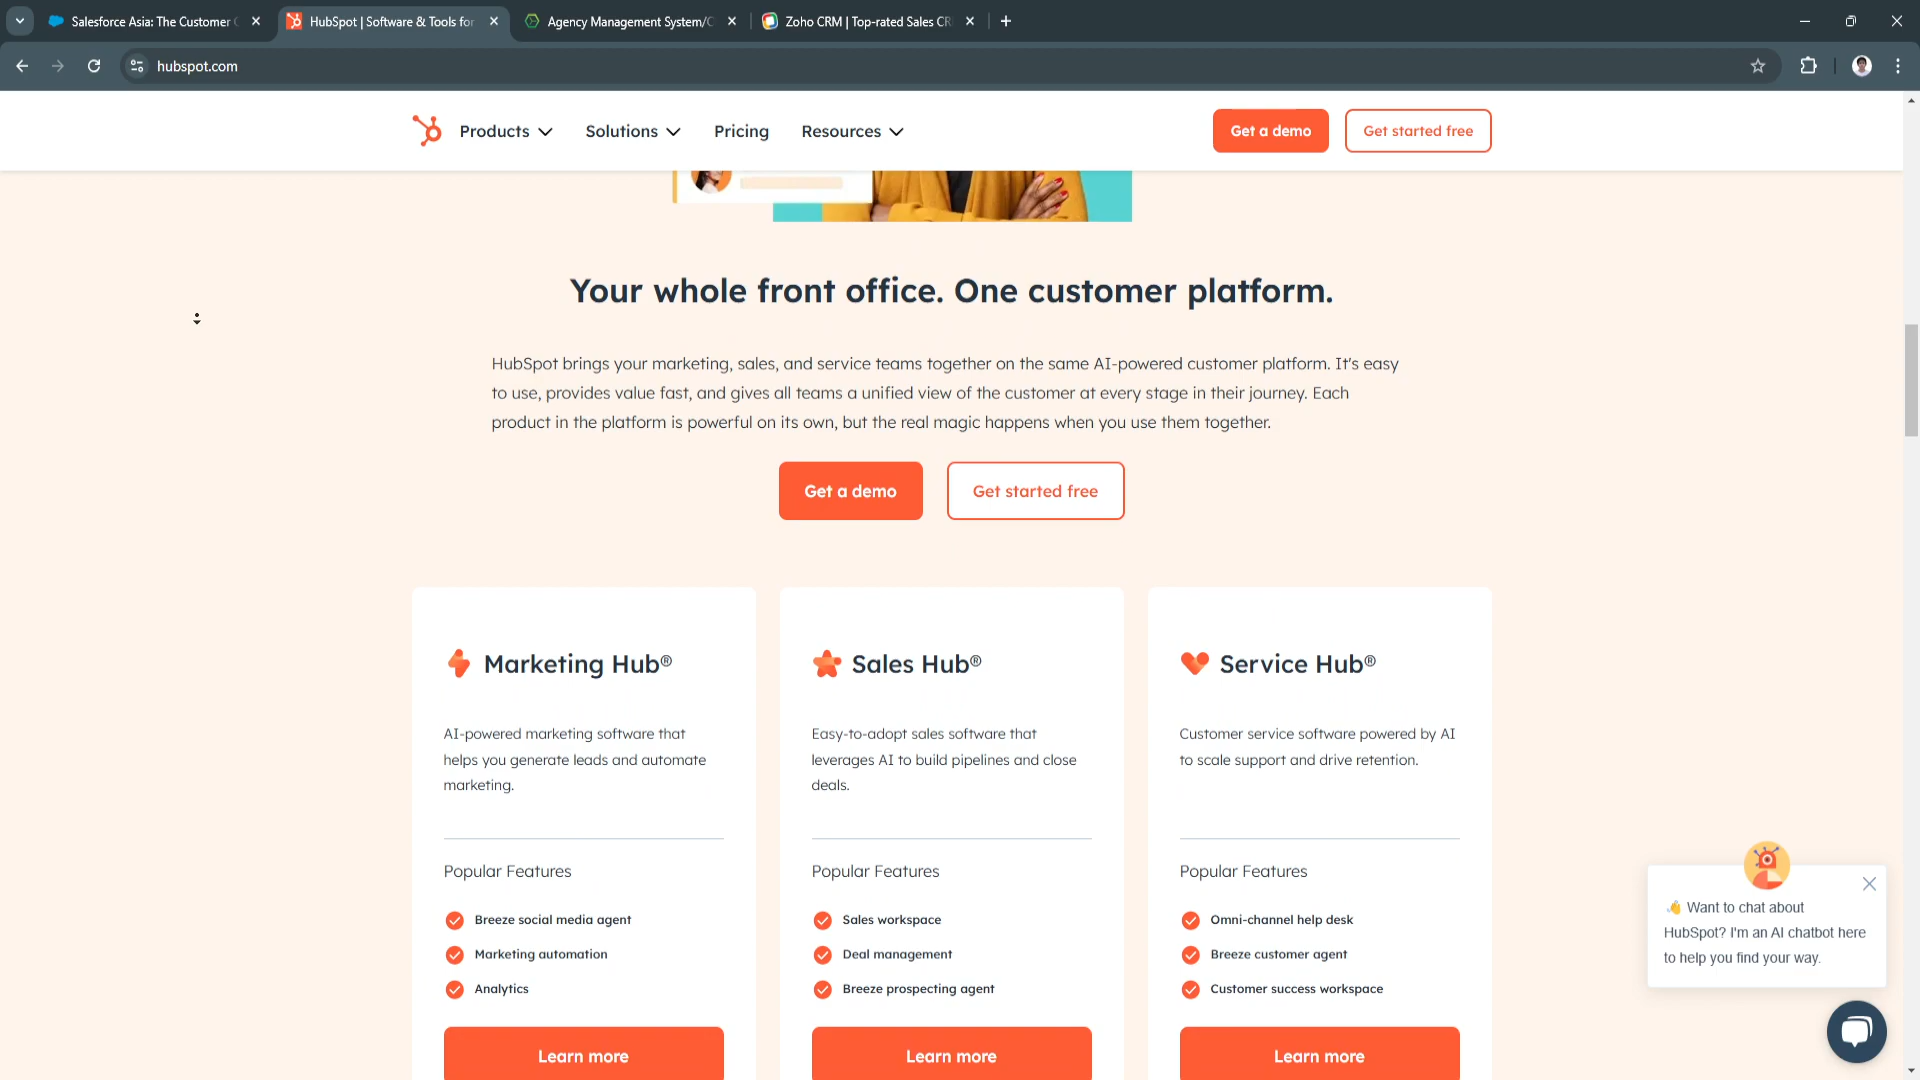 Salesforce Asia: The Customer C
HubSpot | Software & Tools for
Agency Management System/C
Zoho CRM | Top-rated Sales CR
hubspot.com
Products
Solutions
Pricing
Resources
Get a demo
Get started free
Your whole front office. One customer platform.
HubSpot brings your marketing, sales, and service teams together on the same AI-powered customer platform. It's easy
to use, provides value fast, and gives all teams a unified view of the customer at every stage in their journey. Each
product in the platform is powerful on its own, but the real magic happens when you use them together.
Get a demo
Get started free
Marketing Hub®
AI-powered marketing software that
helps you generate leads and automate
marketing.
Popular Features
Breeze social media agent
Marketing automation
Analytics
Learn more
Sales Hub®
Easy-to-adopt sales software that
leverages AI to build pipelines and close
deals.
Popular Features
Sales workspace
Deal management
Breeze prospecting agent
Learn more
Service Hub®
Customer service software powered by AI
to scale support and drive retention.
Popular Features
Omni-channel help desk
Breeze customer agent
Customer success workspace
Learn more
👋 Want to chat about
HubSpot? I'm an AI chatbot here
to help you find your way.